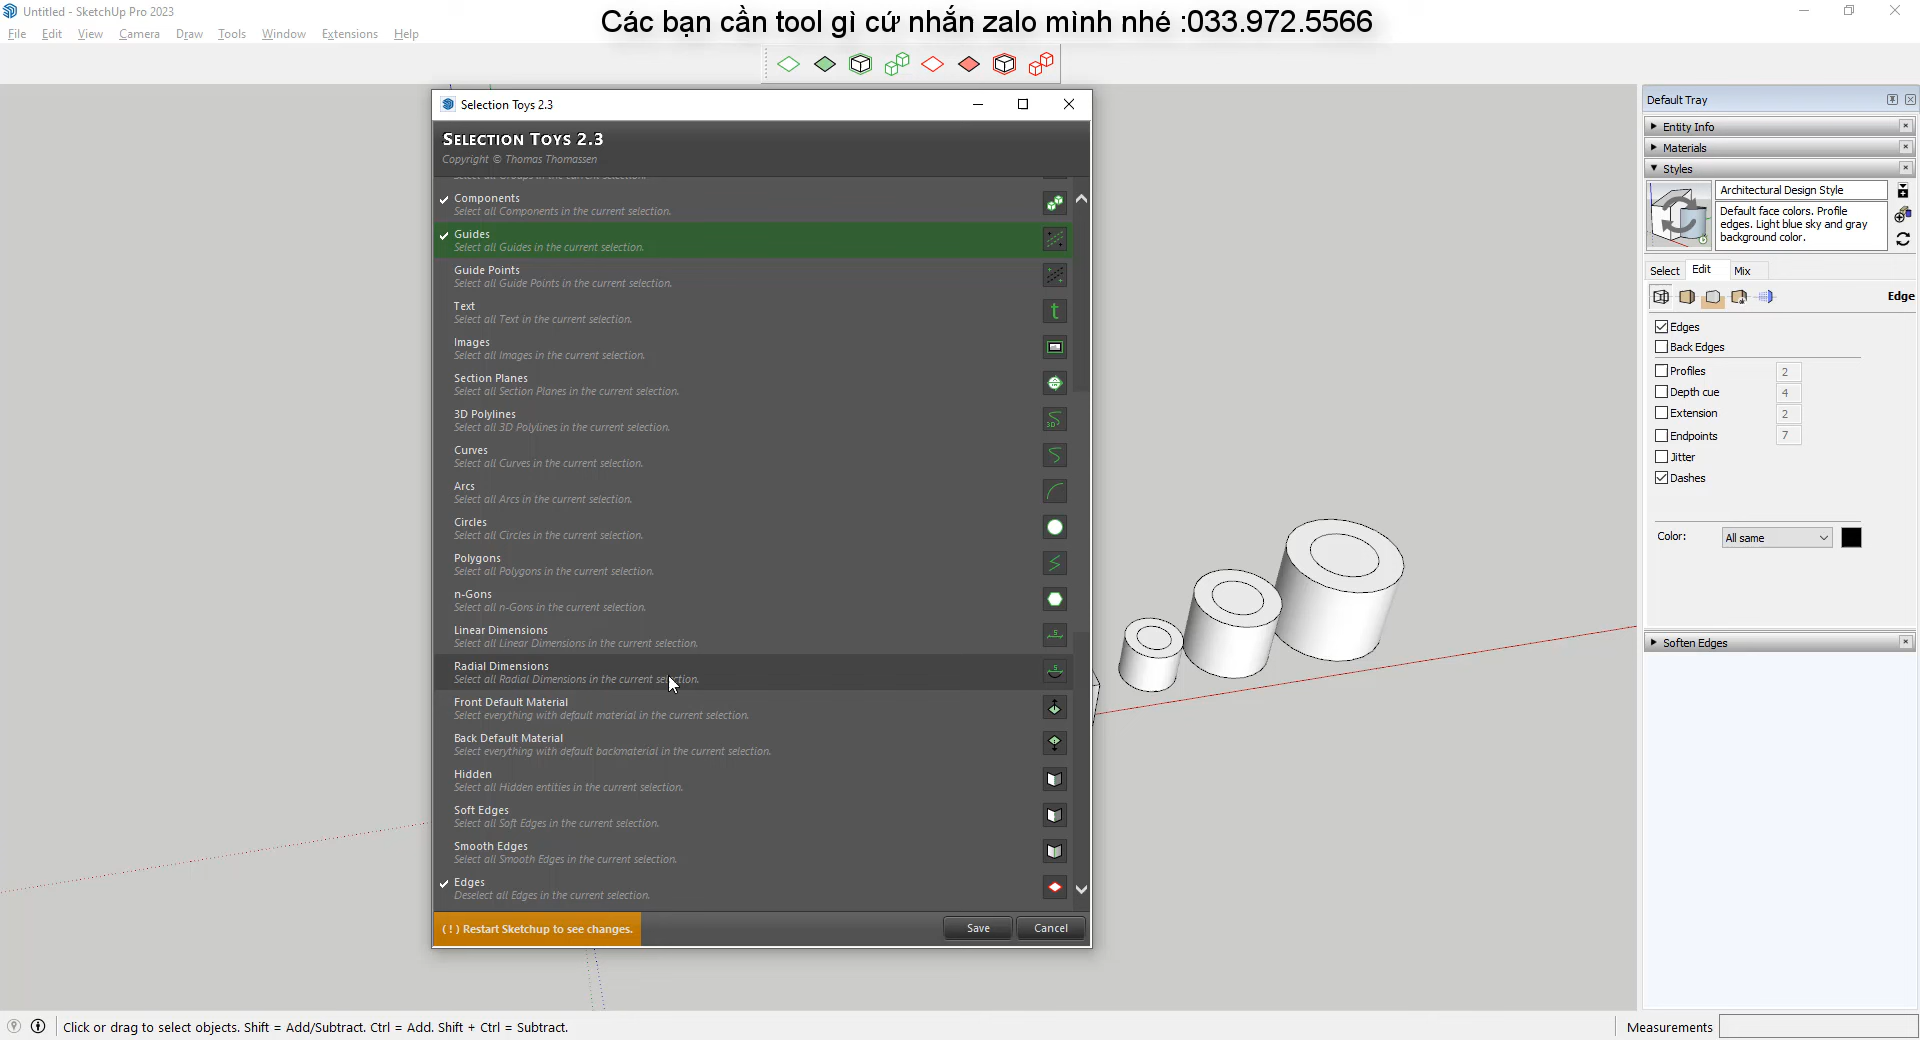 Untitled - SketchUp Pro 2023
Các bạn cần tool gì cứ nhắn zalo mình nhé :033.972.5566
File Edit View Camera Draw Tools Window Extensions Help
Selection Toys 2.3
SELECTION TOYS 2.3
Copyright © Thomas Thomassen
Select all Groups in the current selection.
Components
Select all Components in the current selection.
Guides
Select all Guides in the current selection.
Guide Points
Select all Guide Points in the current selection.
Text
Select all Text in the current selection.
Images
Select all Images in the current selection.
Section Planes
Select all Section Planes in the current selection.
3D Polylines
Select all 3D Polylines in the current selection.
Curves
Select all Curves in the current selection.
Arcs
Select all Arcs in the current selection.
Circles
Select all Circles in the current selection.
Polygons
Select all Polygons in the current selection.
n-Gons
Select all n-Gons in the current selection.
Linear Dimensions
Select all Linear Dimensions in the current selection.
Radial Dimensions
Select all Radial Dimensions in the current selection.
Front Default Material
Select everything with default material in the current selection.
Back Default Material
Select everything with default backmaterial in the current selection.
Hidden
Select all Hidden entities in the current selection.
Soft Edges
Select all Soft Edges in the current selection.
Smooth Edges
Select all Smooth Edges in the current selection.
Edges
Deselect all Edges in the current selection.
( ! ) Restart Sketchup to see changes.
Save
Cancel
Default Tray
Entity Info
Materials
Styles
Architectural Design Style
Default face colors. Profile
edges. Light blue sky and gray
background color.
Select Edit Mix
Edge
Edges
Back Edges
Profiles 2
Depth cue 4
Extension 2
Endpoints 7
Jitter
Dashes
Color: All same
Soften Edges
Click or drag to select objects. Shift = Add/Subtract. Ctrl = Add. Shift + Ctrl = Subtract.
Measurements